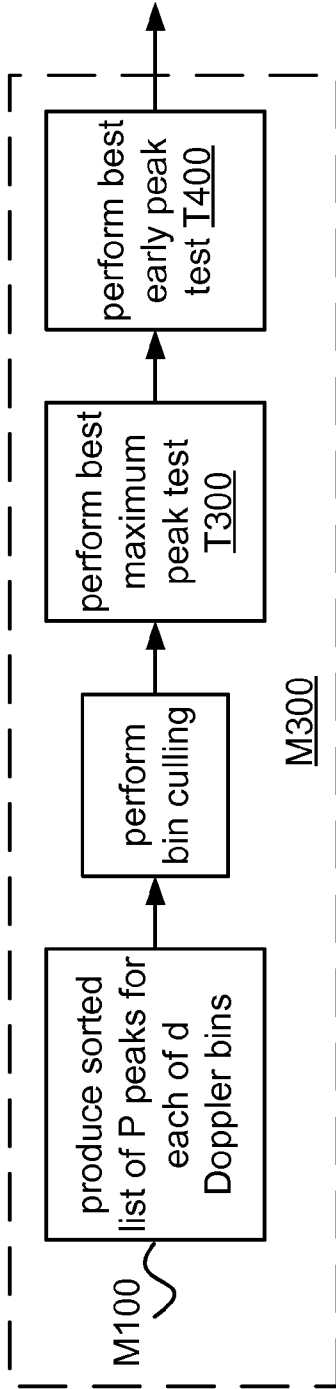 M100
produce sorted
list of P peaks for
each of d
Doppler bins
perform
bin culling
perform best
maximum
peak test
T300
perform best
early peak
test T400
M300